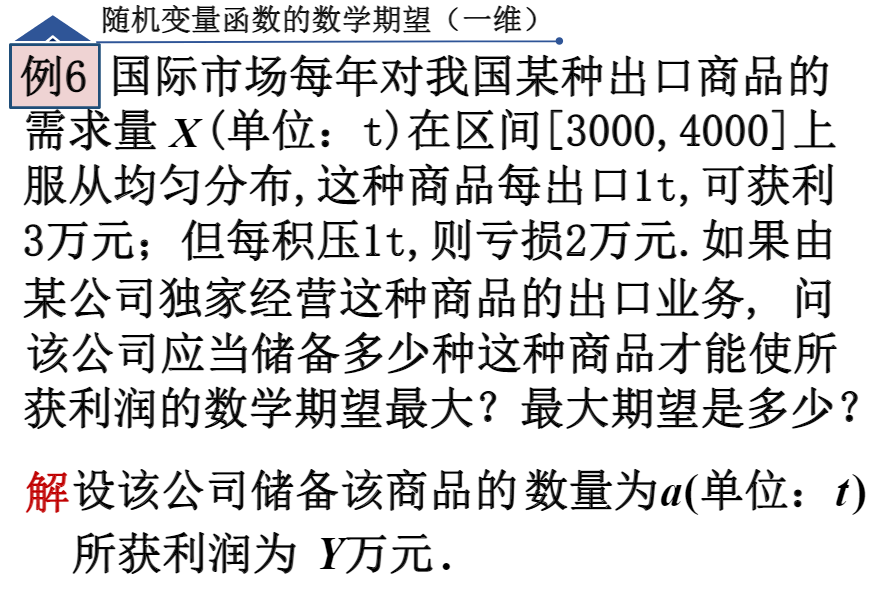 随机变量函数的数学期望（一维）
例6 国际市场每年对我国某种出口商品的
需求量 X(单位：t)在区间[3000,4000]上
服从均匀分布,这种商品每出口1t,可获利
3万元；但每积压1t,则亏损2万元.如果由
某公司独家经营这种商品的出口业务, 问
该公司应当储备多少种这种商品才能使所
获利润的数学期望最大？最大期望是多少？
解 设该公司储备该商品的数量为a(单位：t)
所获利润为 Y万元.